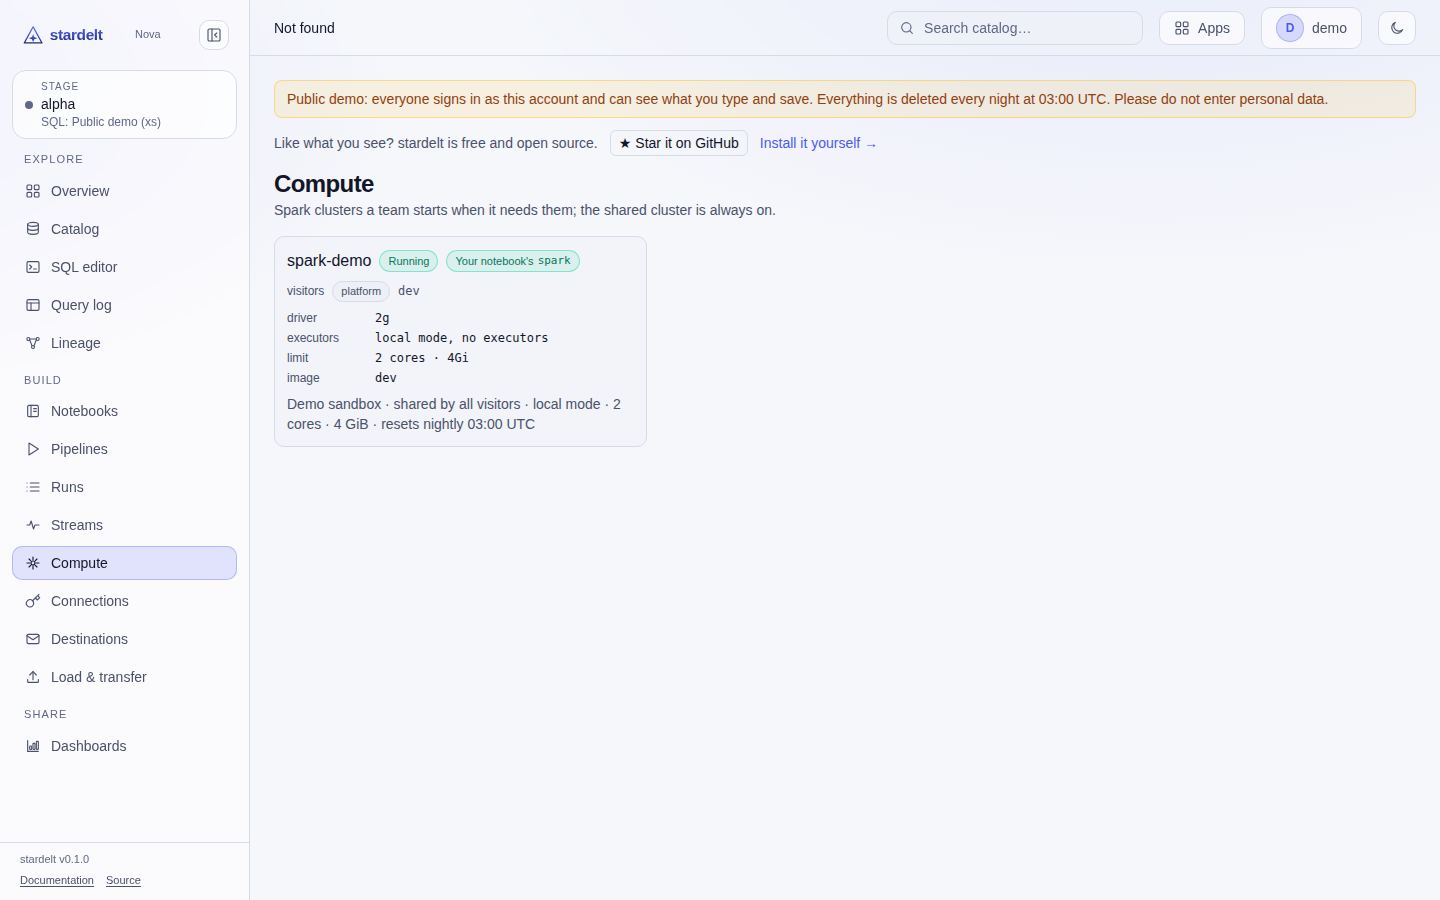 stardelt
Nova
STAGE
alpha
SQL: Public demo (xs)
EXPLORE
Overview
Catalog
SQL editor
Query log
Lineage
BUILD
Notebooks
Pipelines
Runs
Streams
Compute
Connections
Destinations
Load & transfer
SHARE
Dashboards
stardelt v0.1.0
Documentation Source
Not found
Search catalog…
Apps
D demo
Public demo: everyone signs in as this account and can see what you type and save. Everything is deleted every night at 03:00 UTC. Please do not enter personal data.
Like what you see? stardelt is free and open source. ★ Star it on GitHub Install it yourself →
Compute
Spark clusters a team starts when it needs them; the shared cluster is always on.
spark-demo Running Your notebook's spark
visitors platform dev
driver 2g
executors local mode, no executors
limit 2 cores · 4Gi
image dev
Demo sandbox · shared by all visitors · local mode · 2
cores · 4 GiB · resets nightly 03:00 UTC